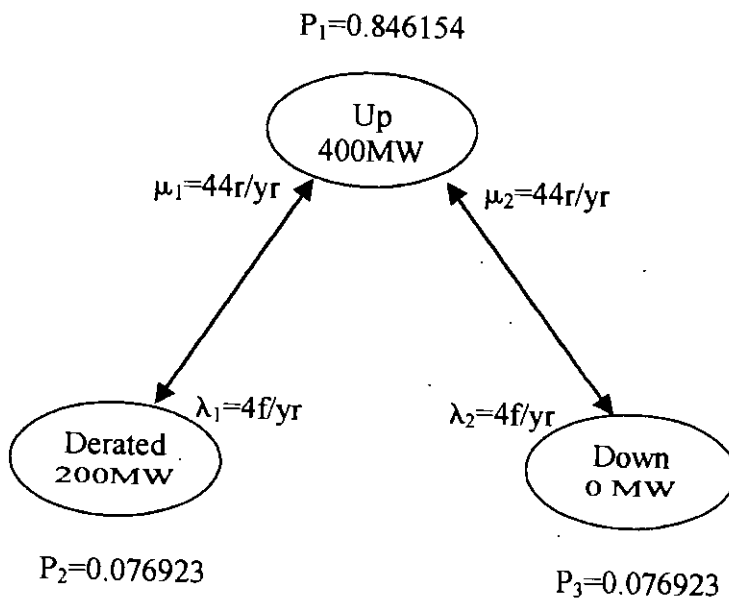 P₁=0.846154
Up
400MW
μ₁=44r/yr
μ₂=44r/yr
λ₁=4f/yr
λ₂=4f/yr
Derated
200MW
Down
0 MW
P₂=0.076923
P₃=0.076923